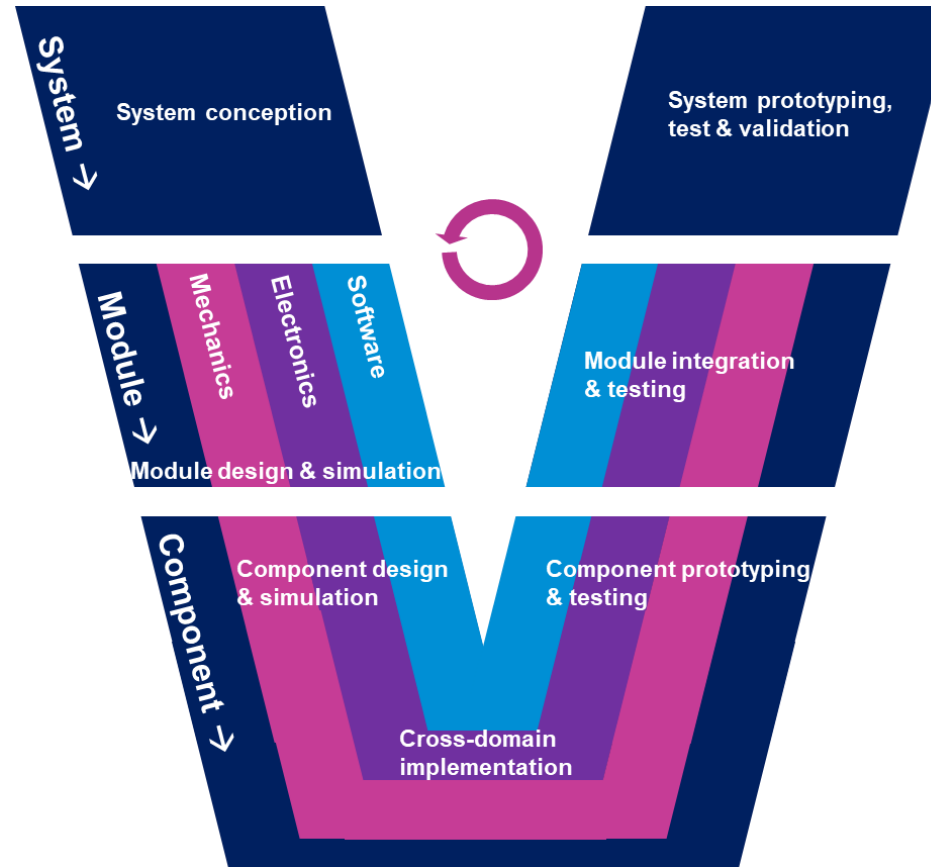 System →
System conception
System prototyping,
test & validation
Module →
Mechanics
Electronics
Software
Module design & simulation
Module integration
& testing
Component →
Component design
& simulation
Component prototyping
& testing
Cross-domain
implementation